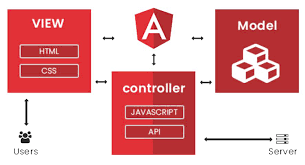 VIEW
HTML
CSS
A
Model
controller
JAVASCRIPT
API
Users
Server